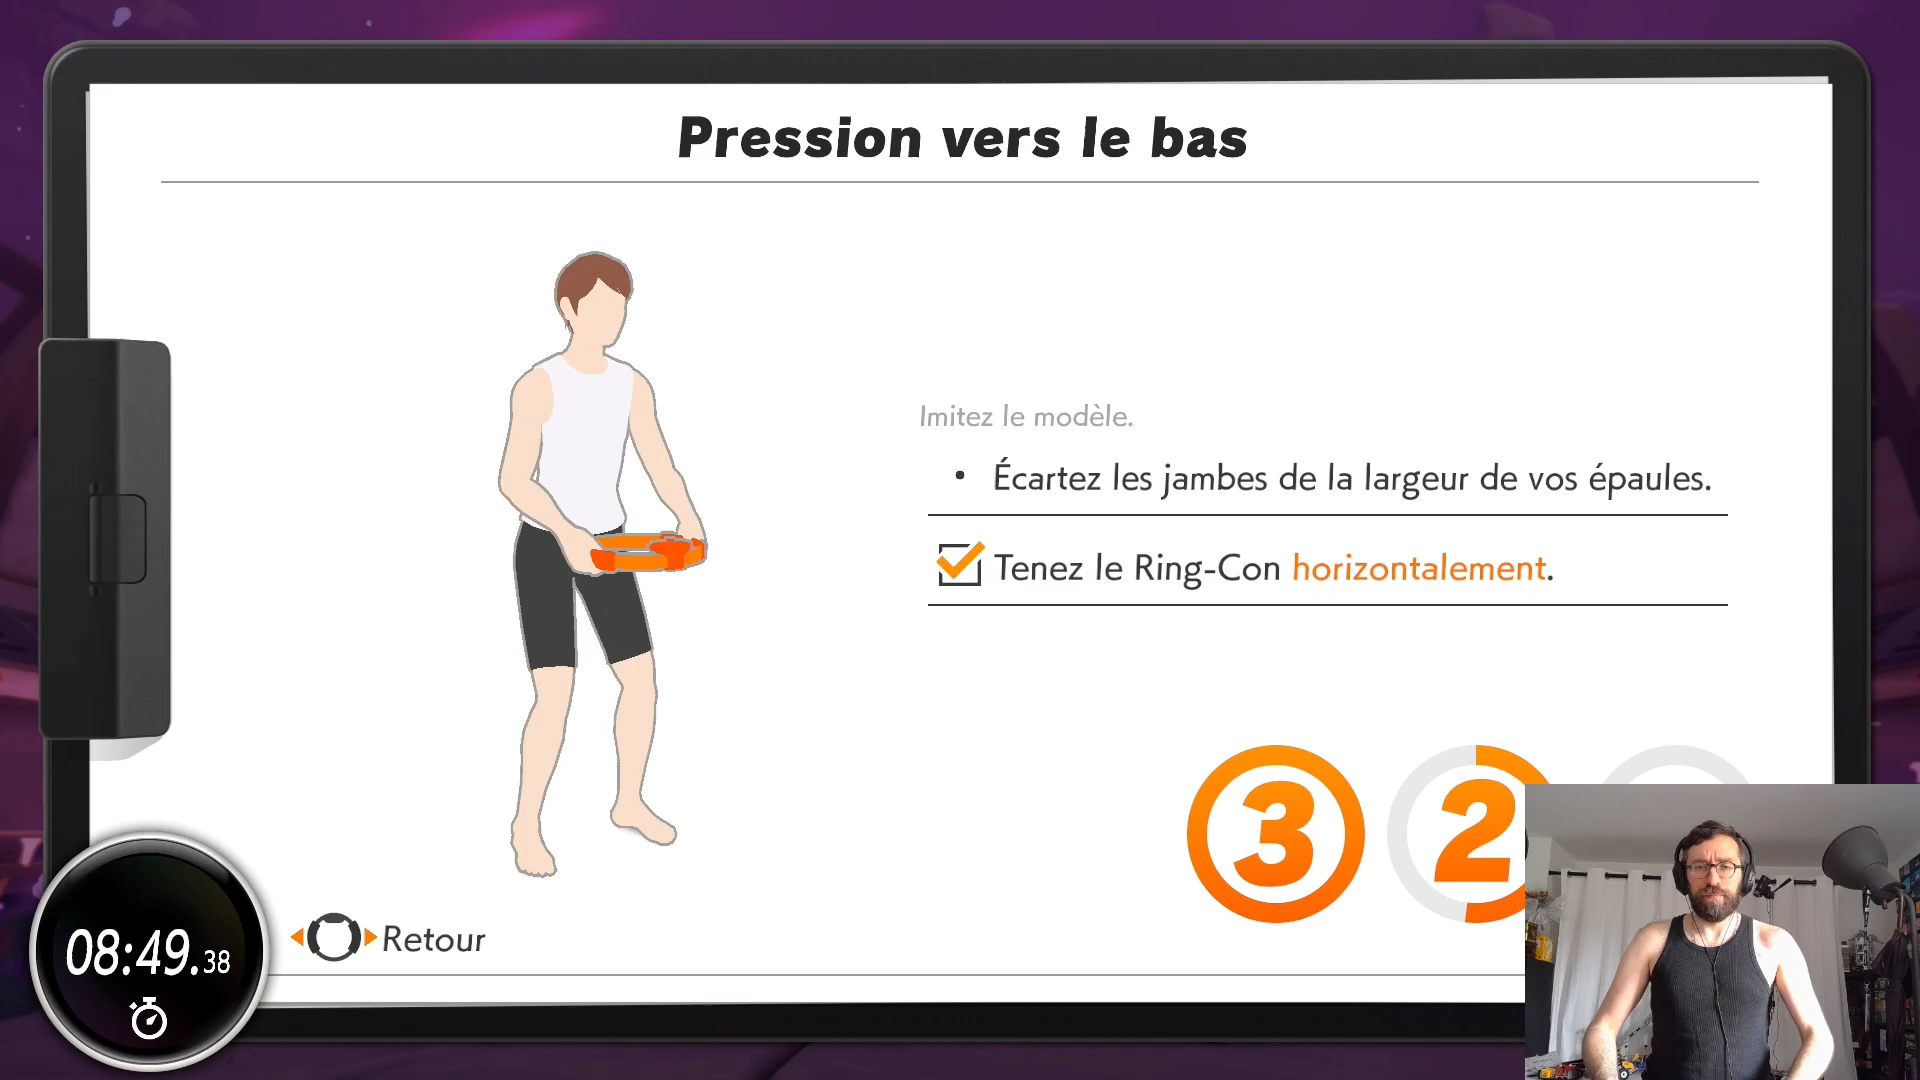 Pression vers le bas
Imitez le modèle.
• Écartez les jambes de la largeur de vos épaules.
Tenez le Ring-Con horizontalement.
3 2
08:49.38
Retour